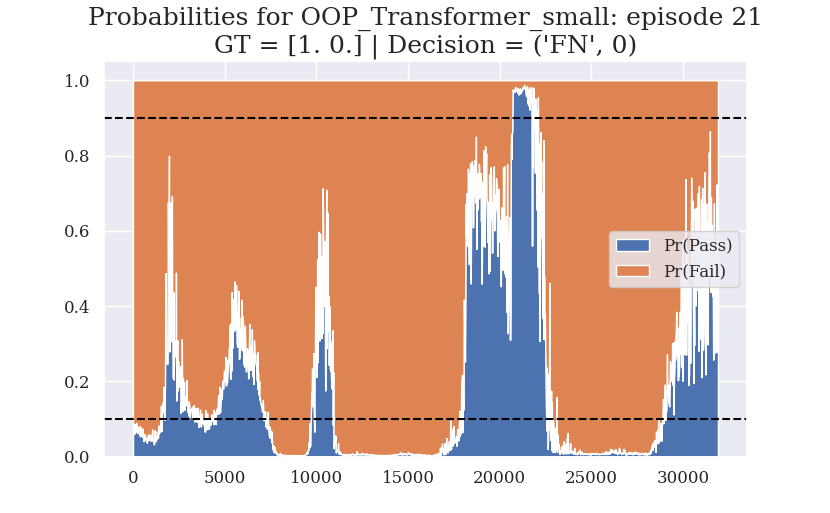 Probabilities for OOP_Transformer_small: episode 21
GT = [1. 0.] | Decision = ('FN', 0)
1.0
0.8
0.6
0.4
0.2
0.0
Pr(Pass)
Pr(Fail)
0 5000 10000 15000 20000 25000 30000